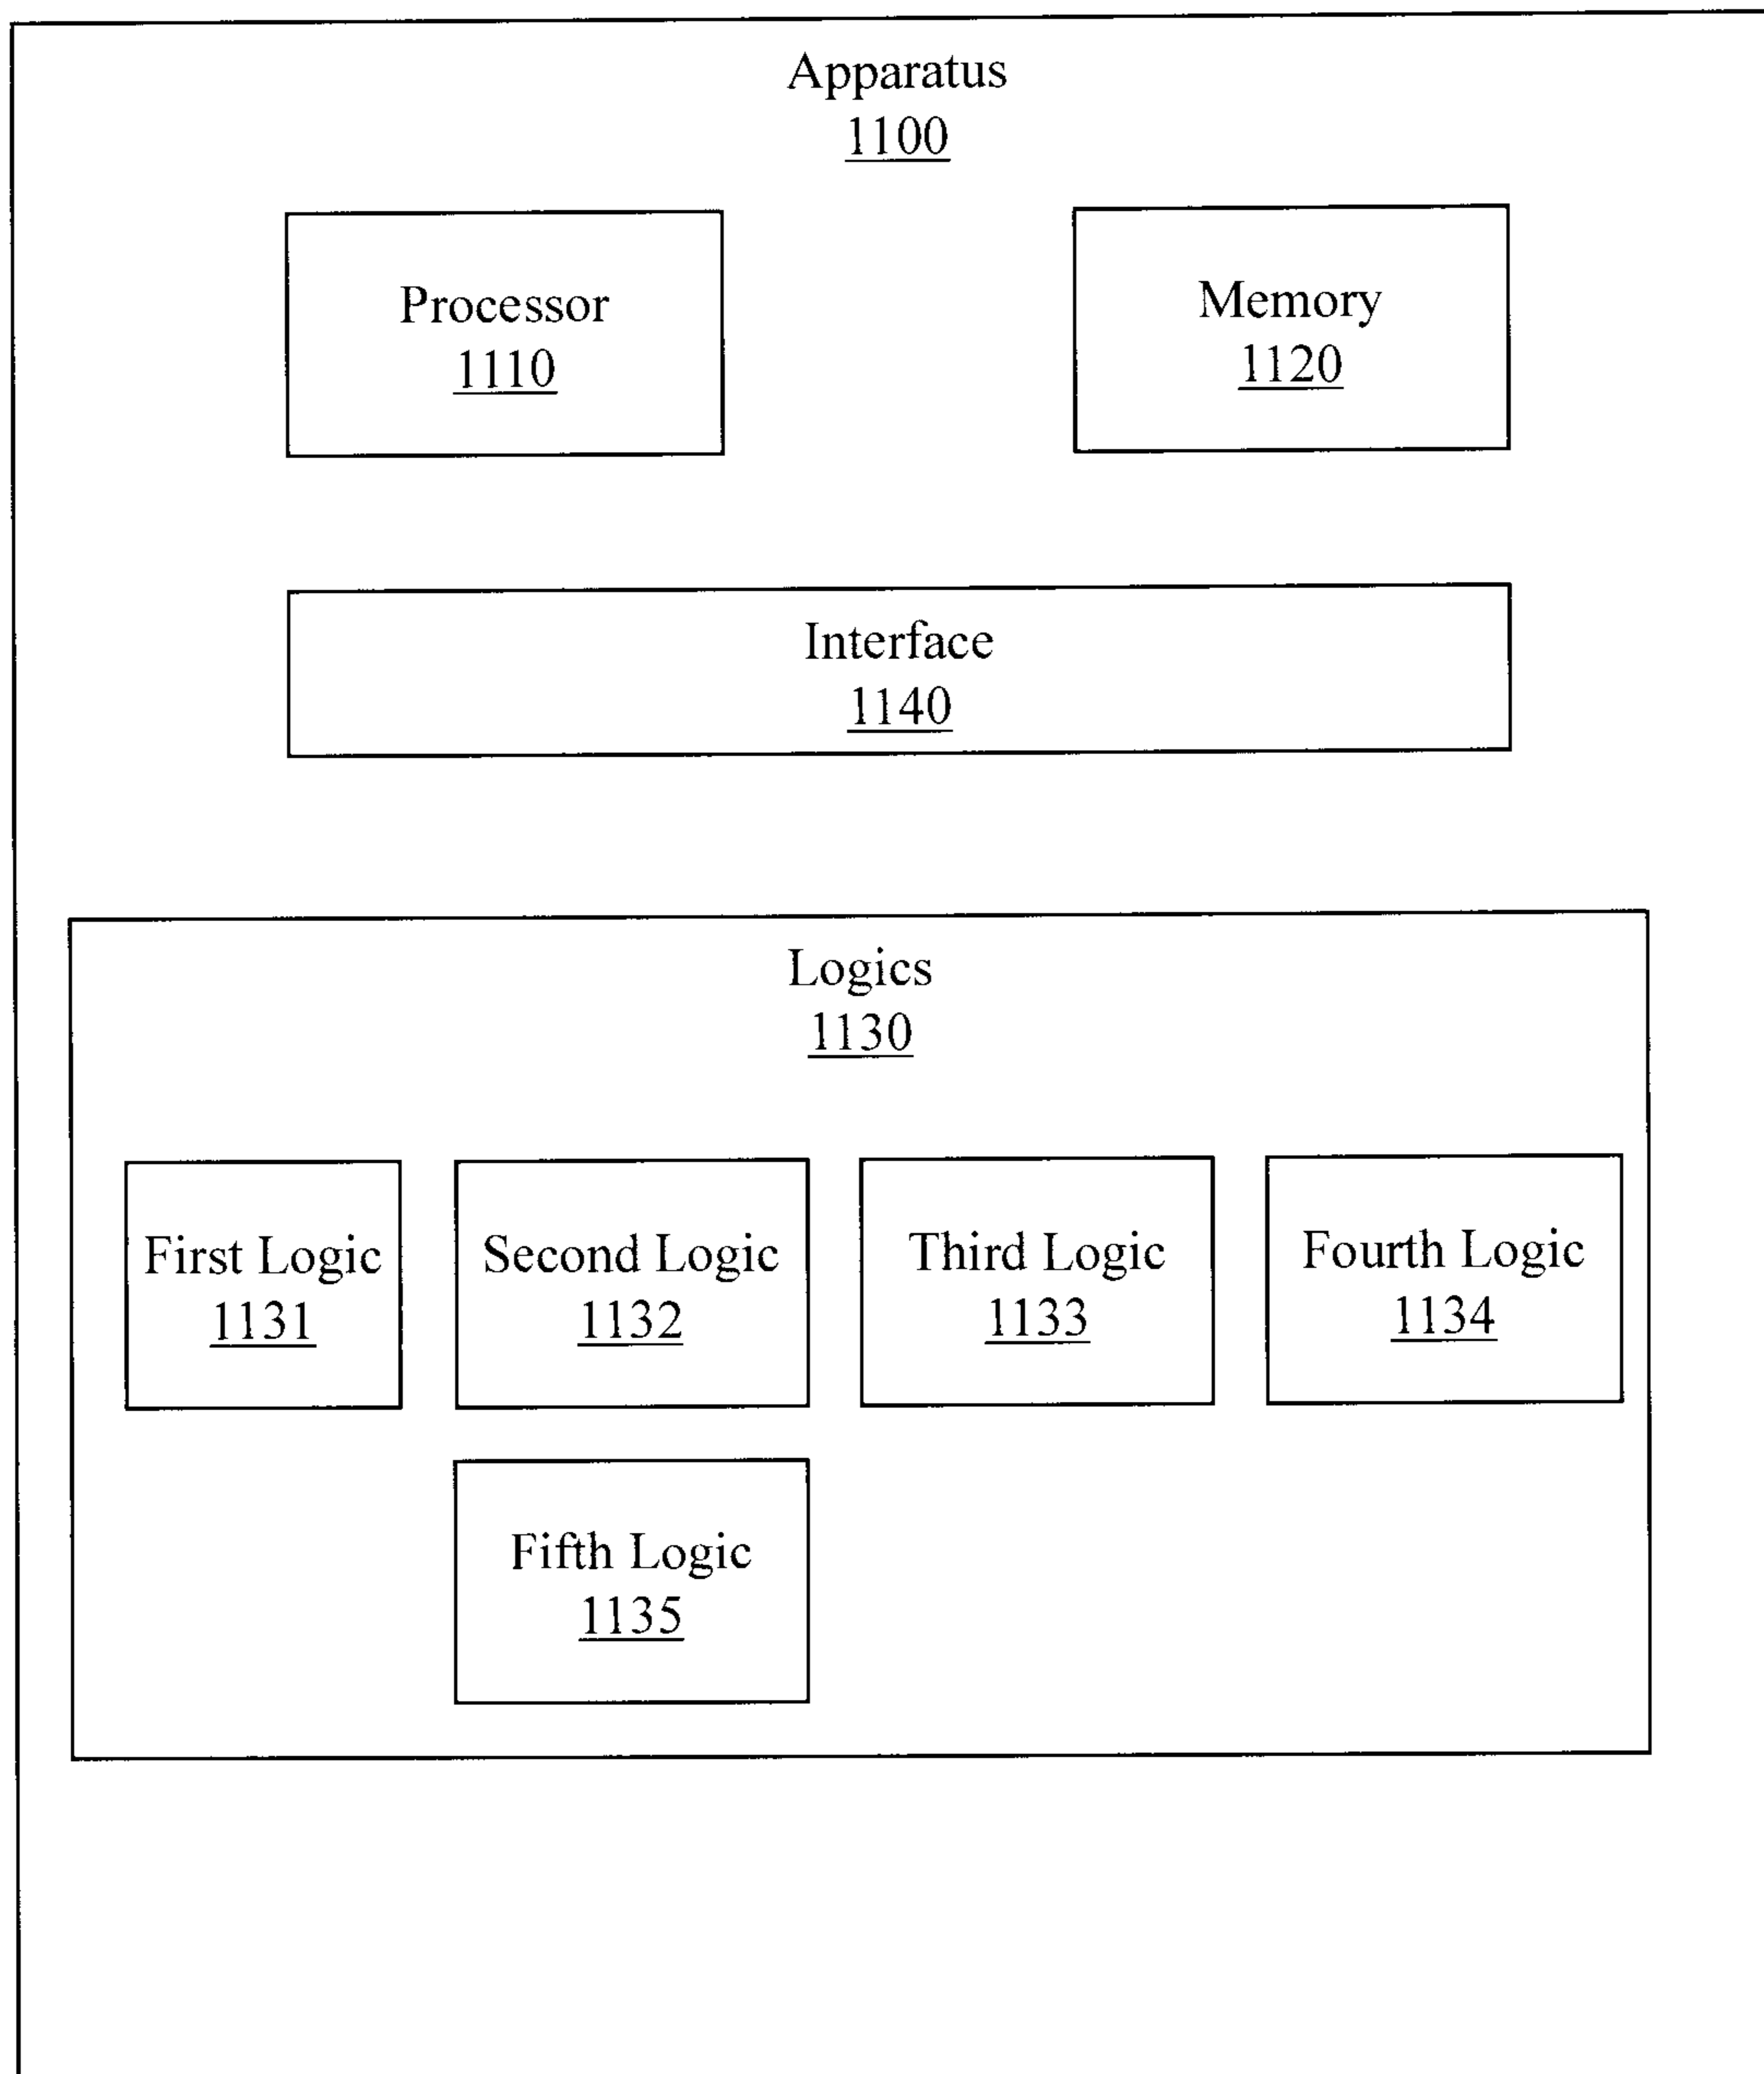 Apparatus
1100
Processor
1110
Memory
1120
Interface
1140
Logics
1130
First Logic
1131
Second Logic
1132
Third Logic
1133
Fourth Logic
1134
Fifth Logic
1135